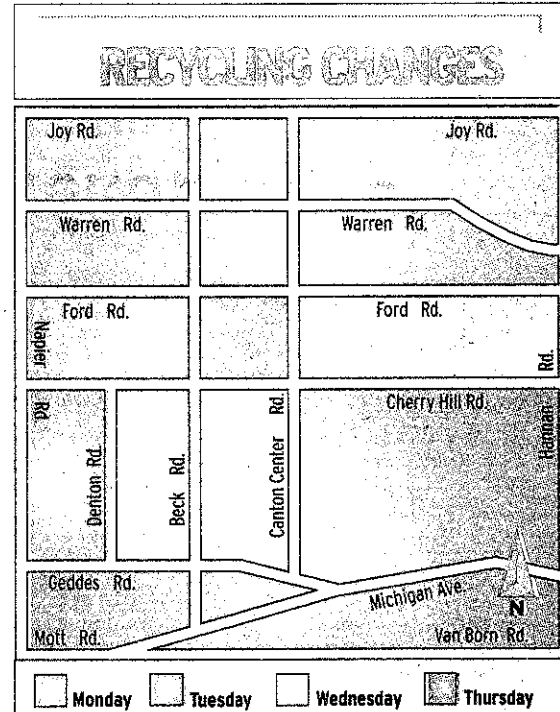 RECYCLING CHANGES
Joy Rd.
Joy Rd.
Warren Rd.
Warren Rd.
Ford Rd.
Ford Rd.
Napier Rd.
Hannan Rd.
Cherry Hill Rd.
Denton Rd.
Beck Rd.
Canton Center Rd.
Geddes Rd.
Michigan Ave.
N
Mott Rd.
Van Born Rd.
Monday Tuesday Wednesday Thursday